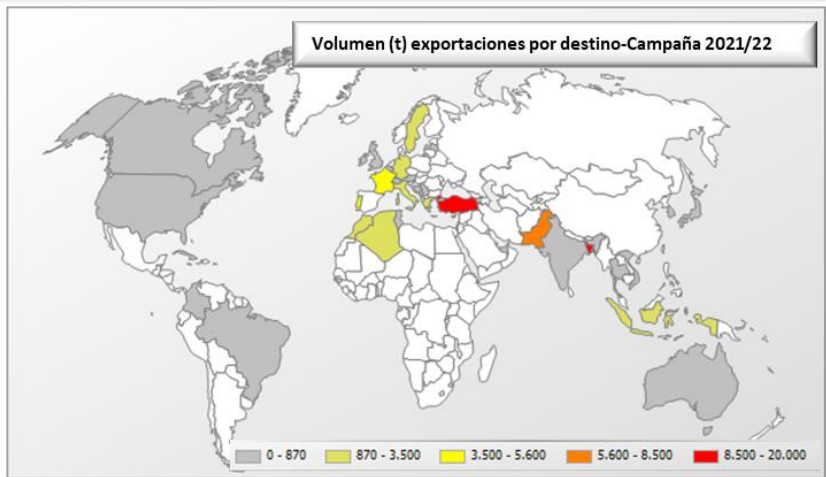 Volumen (t) exportaciones por destino-Campaña 2021/22
0 - 870
870 - 3.500
3.500 - 5.600
5.600 - 8.500
8.500 - 20.000